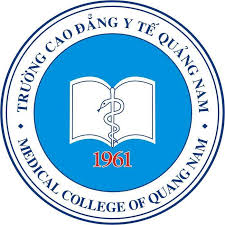 TRƯỜNG CAO ĐẲNG Y TẾ QUẢNG NAM
1961
MEDICAL COLLEGE OF QUANG NAM